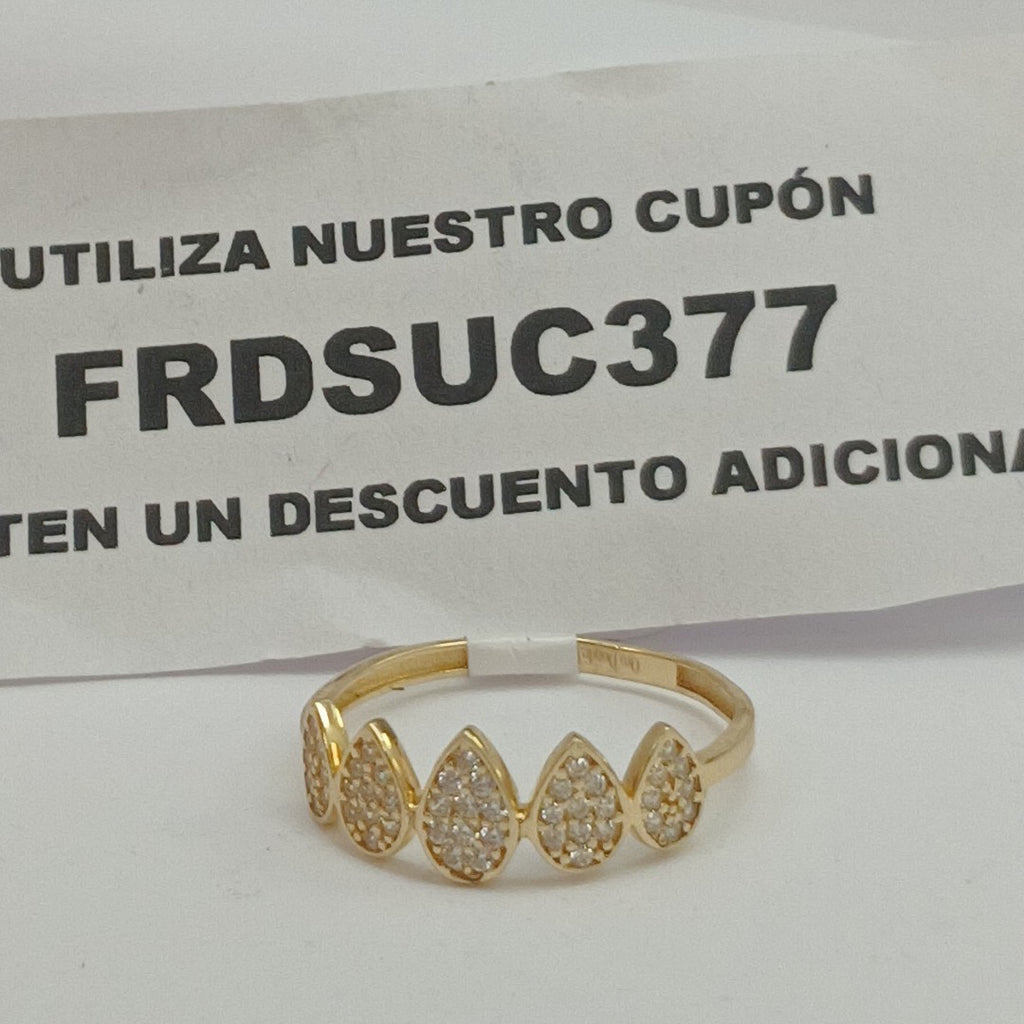 UTILIZA NUESTRO CUPÓN
FRDSUC377
TEN UN DESCUENTO ADICIONA